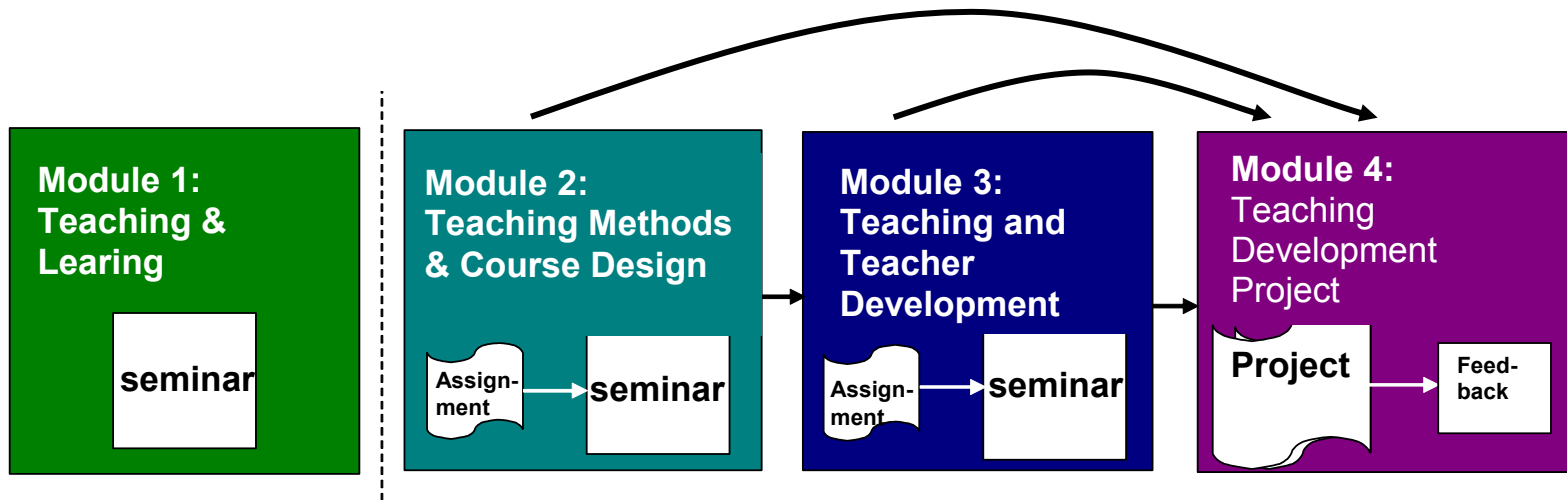 Module 1:
Teaching &
Learing
seminar
Module 2:
Teaching Methods
& Course Design
Assign-
ment
seminar
Module 3:
Teaching and
Teacher
Development
Assign-
ment
seminar
Module 4:
Teaching
Development
Project
Project
Feed-
back